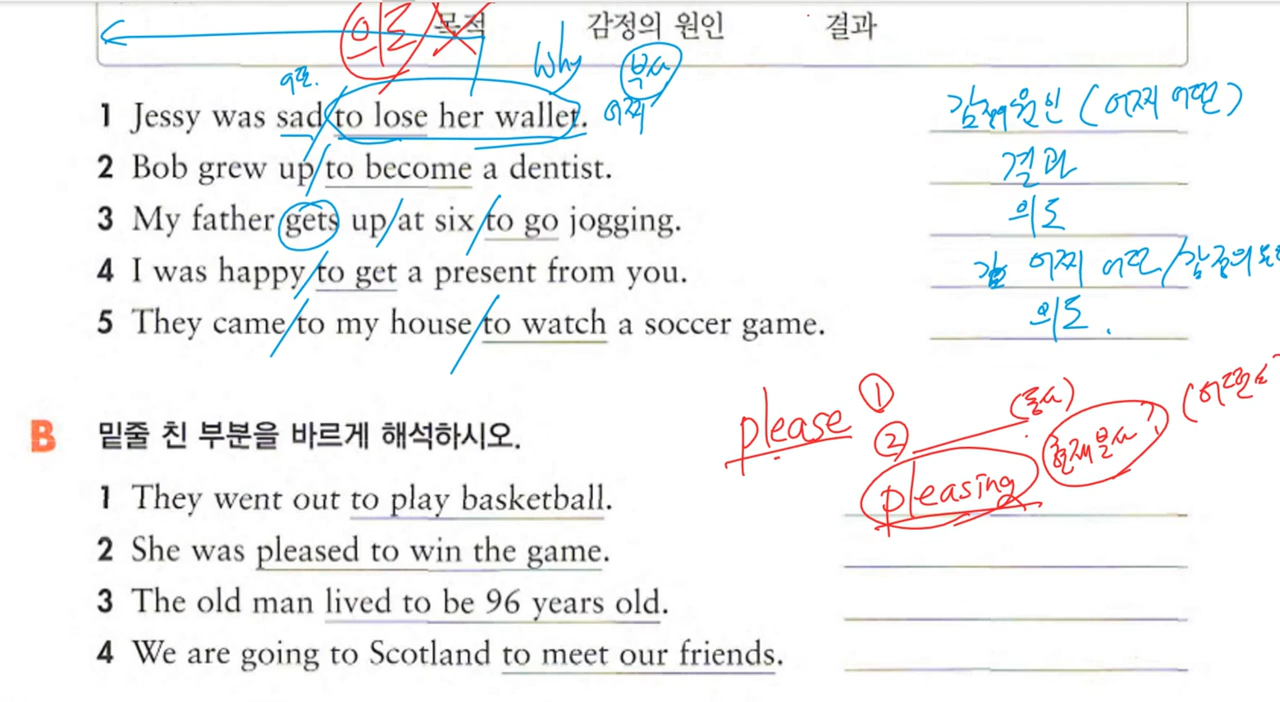 의도 목적 감정의 원인 결과
why 부사
1 Jessy was sad to lose her wallet. 어찌 감정의 원인 (어찌 어떤)
2 Bob grew up/to become a dentist. 결과
3 My father gets up/at six/to go jogging. 의도
4 I was happy/to get a present from you. 어찌 어떤/감정의
5 They came/to my house/to watch a soccer game. 의도.
please ① (동사)
② (어떤
B 밑줄 친 부분을 바르게 해석하시오.
pleasing 현재분사
1 They went out to play basketball.
2 She was pleased to win the game.
3 The old man lived to be 96 years old.
4 We are going to Scotland to meet our friends.